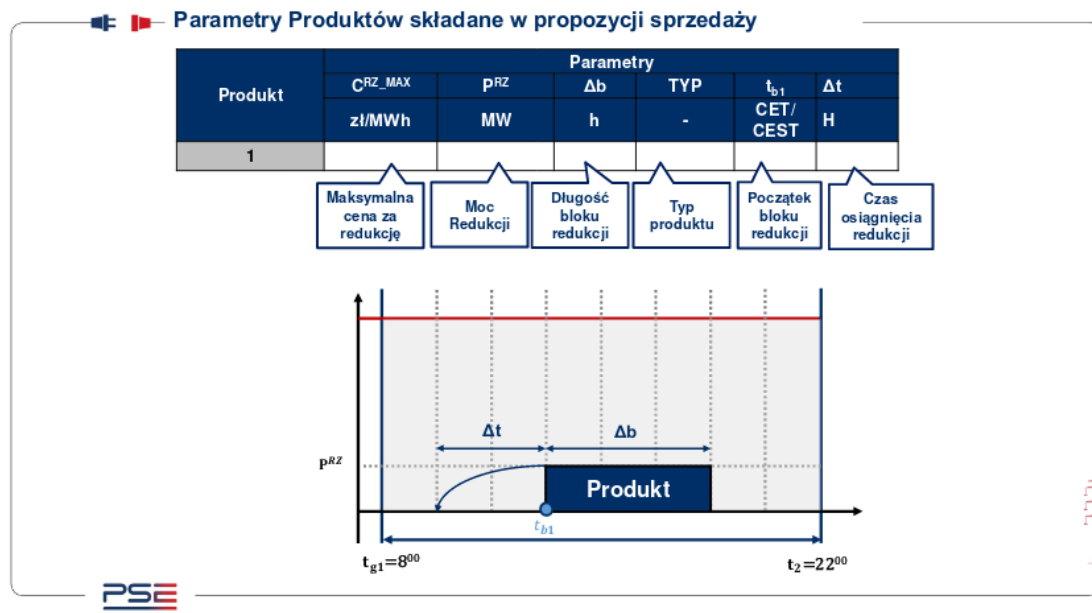 Parametry Produktów składane w propozycji sprzedaży
Produkt
Parametry
C^RZ_MAX P^RZ Δb TYP t_b1 Δt
zł/MWh MW h - CET/ CEST H
1
Maksymalna cena za redukcję
Moc Redukcji
Długość bloku redukcji
Typ produktu
Początek bloku redukcji
Czas osiągnięcia redukcji
Δt Δb
P^RZ
Produkt
t_b1
t_g1=8^00 t_2=22^00
PSE